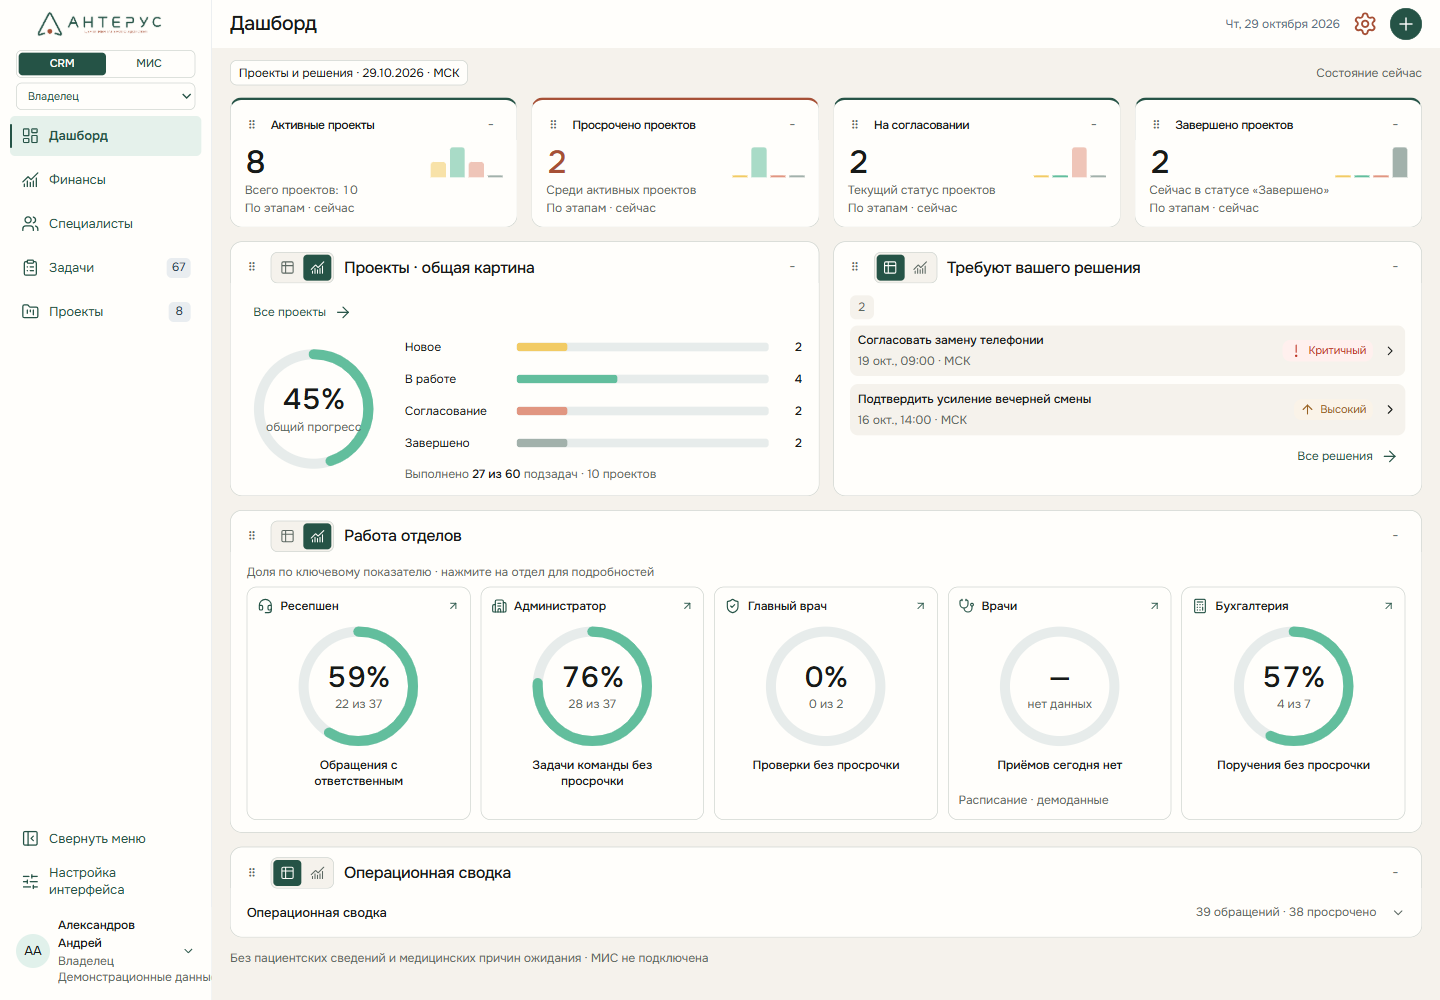 АНТЕРУС
CRM
МИС
Владелец
Дашборд
Финансы
Специалисты
Задачи
67
Проекты
8
Свернуть меню
Настройка
интерфейса
АА
Александров
Андрей
Владелец
Демонстрационные данны
Дашборд
Чт, 29 октября 2026
Проекты и решения · 29.10.2026 · МСК
Состояние сейчас
Активные проекты
8
Всего проектов: 10
По этапам · сейчас
Просрочено проектов
2
Среди активных проектов
По этапам · сейчас
На согласовании
2
Текущий статус проектов
По этапам · сейчас
Завершено проектов
2
Сейчас в статусе «Завершено»
По этапам · сейчас
Проекты · общая картина
Все проекты
45%
общий прогресс
Новое 2
В работе 4
Согласование 2
Завершено 2
Выполнено 27 из 60 подзадач · 10 проектов
Требуют вашего решения
2
Согласовать замену телефонии
19 окт., 09:00 · МСК
Критичный
Подтвердить усиление вечерней смены
16 окт., 14:00 · МСК
Высокий
Все решения
Работа отделов
Доля по ключевому показателю · нажмите на отдел для подробностей
Ресепшен
59%
22 из 37
Обращения с
ответственным
Администратор
76%
28 из 37
Задачи команды без
просрочки
Главный врач
0%
0 из 2
Проверки без просрочки
Врачи
—
нет данных
Приёмов сегодня нет
Расписание · демоданные
Бухгалтерия
57%
4 из 7
Поручения без просрочки
Операционная сводка
Операционная сводка
39 обращений · 38 просрочено
Без пациентских сведений и медицинских причин ожидания · МИС не подключена